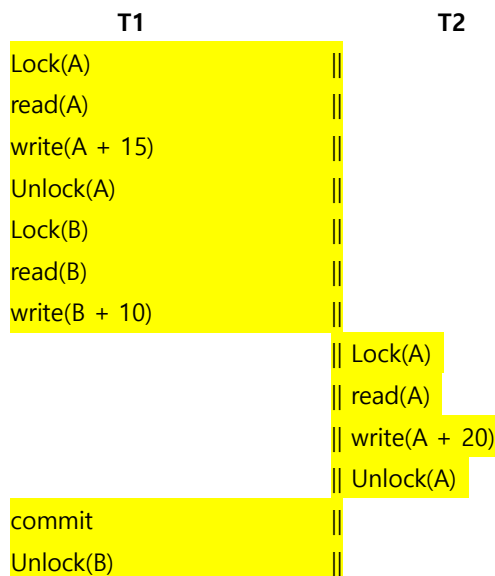 T1 T2
Lock(A) ||
read(A) ||
write(A + 15) ||
Unlock(A) ||
Lock(B) ||
read(B) ||
write(B + 10) ||
|| Lock(A)
|| read(A)
|| write(A + 20)
|| Unlock(A)
commit ||
Unlock(B) ||